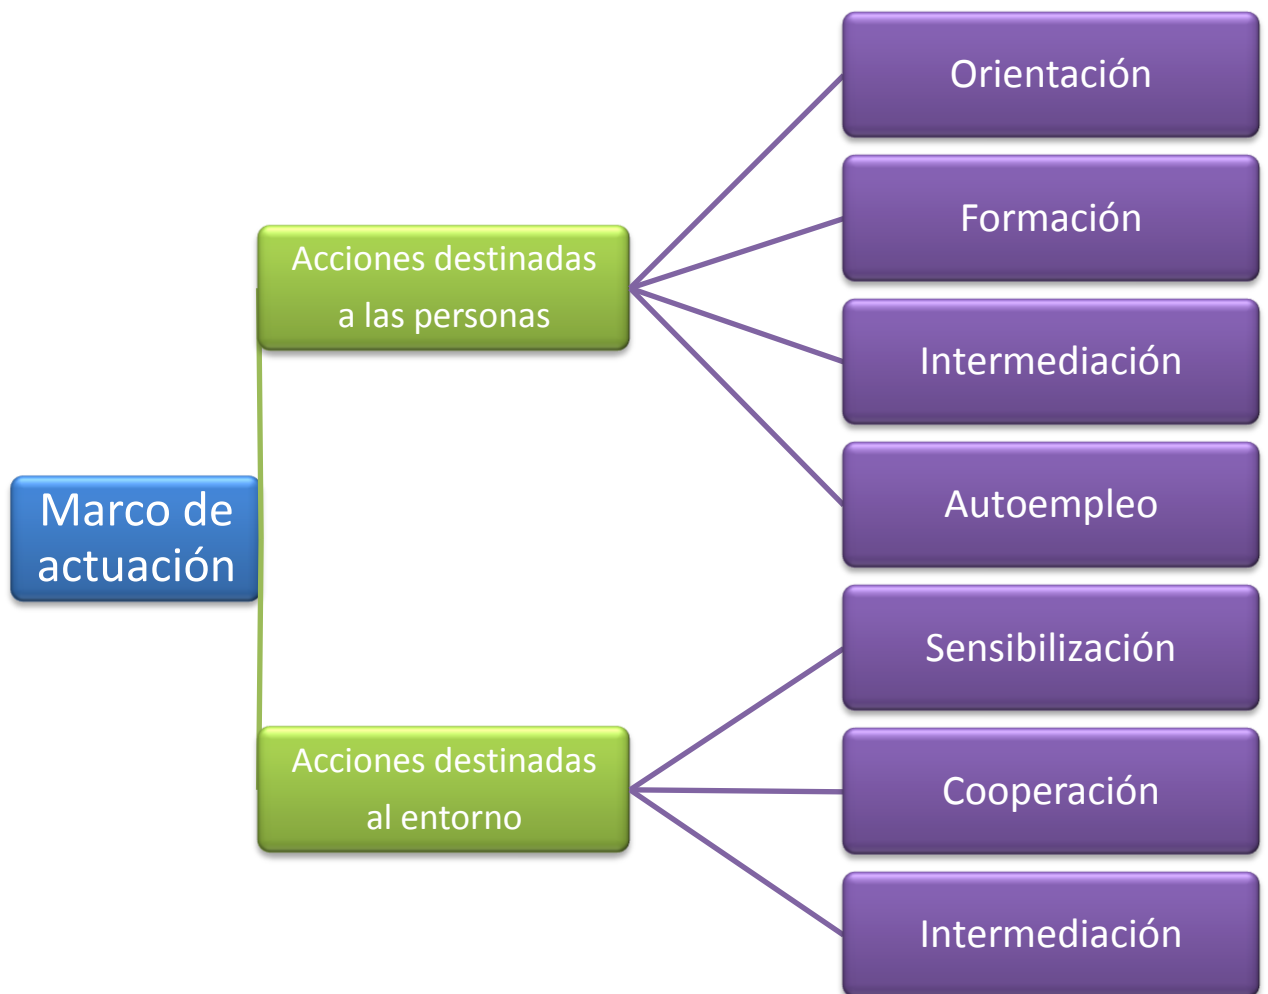 Marco de
actuación
Acciones destinadas
a las personas
Orientación
Formación
Intermediación
Autoempleo
Acciones destinadas
al entorno
Sensibilización
Cooperación
Intermediación